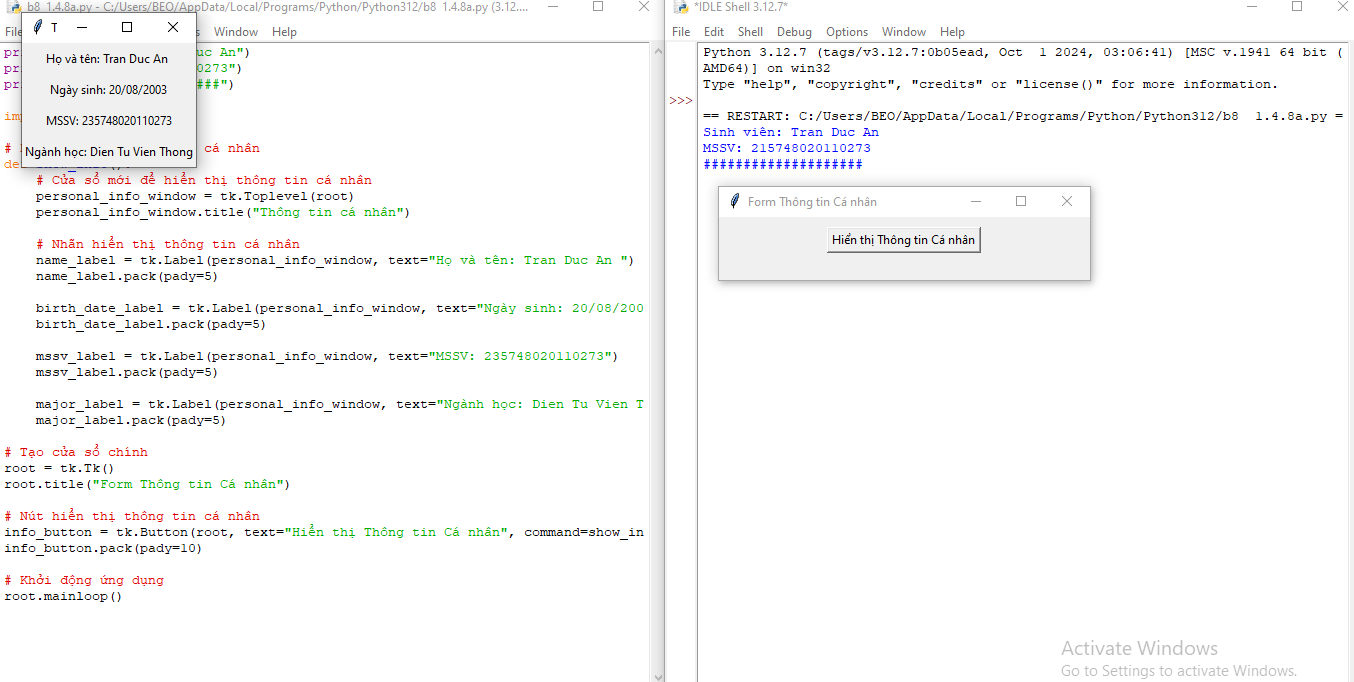 b8 1.4.8a.py - C:/Users/BEO/AppData/Local/Programs/Python/Python312/b8 1.4.8a.py (3.12....
T
File
Window Help
Họ và tên: Tran Duc An
Ngày sinh: 20/08/2003
MSSV: 235748020110273
Ngành học: Dien Tu Vien Thong
pr uc An")
pr 0273")
pr ###")
im
# cá nhân
de
# Cửa sổ mới để hiển thị thông tin cá nhân
personal_info_window = tk.Toplevel(root)
personal_info_window.title("Thông tin cá nhân")
# Nhãn hiển thị thông tin cá nhân
name_label = tk.Label(personal_info_window, text="Họ và tên: Tran Duc An ")
name_label.pack(pady=5)
birth_date_label = tk.Label(personal_info_window, text="Ngày sinh: 20/08/200
birth_date_label.pack(pady=5)
mssv_label = tk.Label(personal_info_window, text="MSSV: 235748020110273")
mssv_label.pack(pady=5)
major_label = tk.Label(personal_info_window, text="Ngành học: Dien Tu Vien T
major_label.pack(pady=5)
# Tạo cửa sổ chính
root = tk.Tk()
root.title("Form Thông tin Cá nhân")
# Nút hiển thị thông tin cá nhân
info_button = tk.Button(root, text="Hiển thị Thông tin Cá nhân", command=show_in
info_button.pack(pady=10)
# Khởi động ứng dụng
root.mainloop()
*IDLE Shell 3.12.7*
File Edit Shell Debug Options Window Help
Python 3.12.7 (tags/v3.12.7:0b05ead, Oct  1 2024, 03:06:41) [MSC v.1941 64 bit (
AMD64)] on win32
Type "help", "copyright", "credits" or "license()" for more information.
>>>
== RESTART: C:/Users/BEO/AppData/Local/Programs/Python/Python312/b8  1.4.8a.py =
Sinh viên: Tran Duc An
MSSV: 215748020110273
####################
Form Thông tin Cá nhân
Hiển thị Thông tin Cá nhân
Activate Windows
Go to Settings to activate Windows.